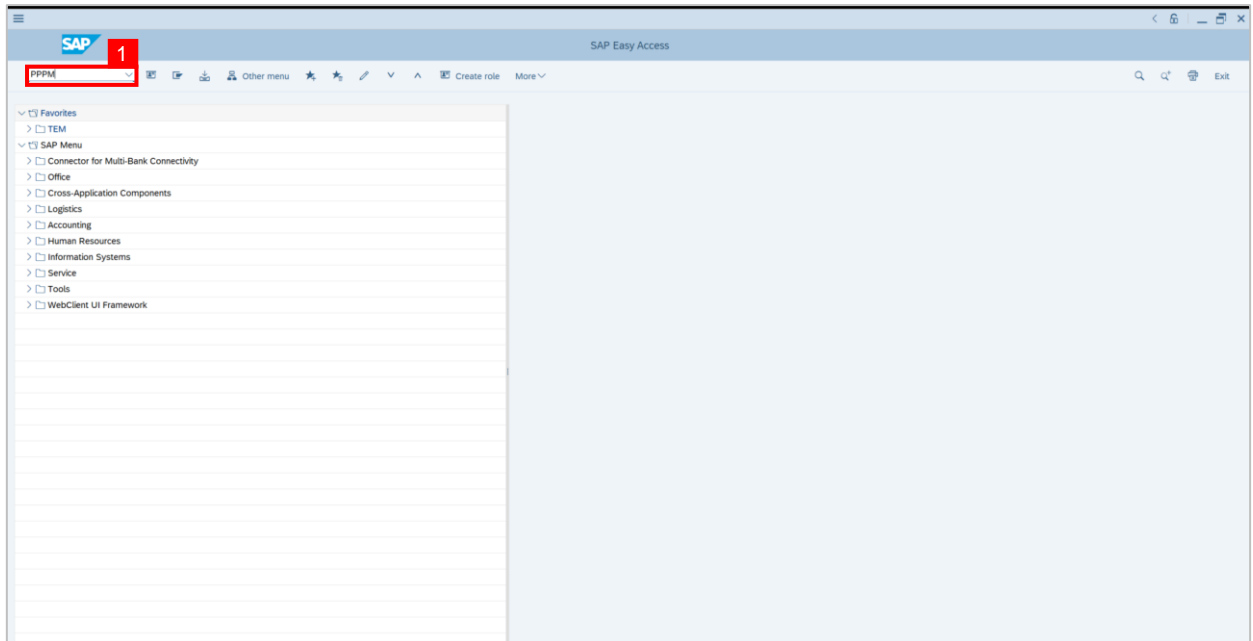 SAP
SAP Easy Access
1
PPPM
Other menu
Create role
More
Exit
Favorites
TEM
SAP Menu
Connector for Multi-Bank Connectivity
Office
Cross-Application Components
Logistics
Accounting
Human Resources
Information Systems
Service
Tools
WebClient UI Framework